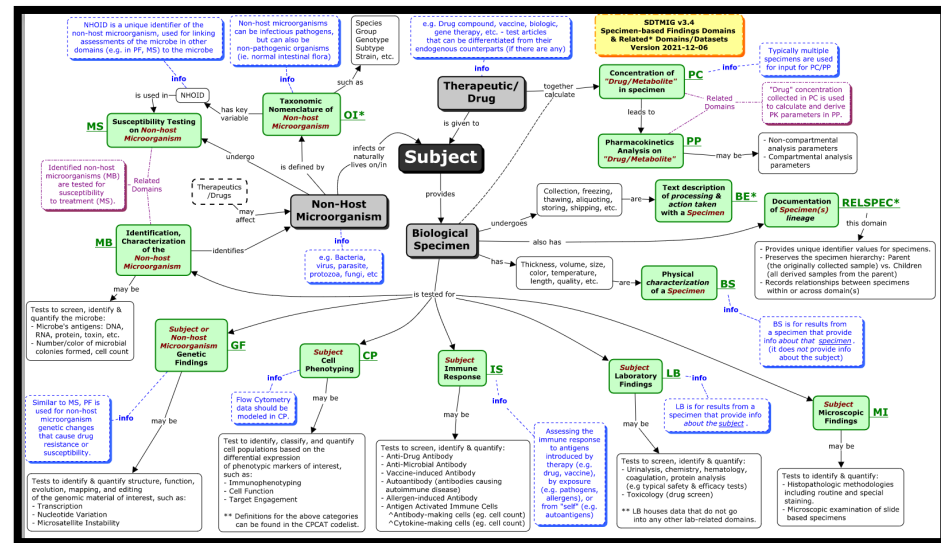 NHOID is a unique identifier of the
non-host microorganism, used for linking
assessments of the microbe in other
domains (e.g. in PF, MS) to the microbe
info
Non-host microorganisms
can be infectious pathogens,
but can also be
non-pathogenic organisms
(ie. normal intestinal flora)
info
Species
Group
Genotype
Subtype
Strain, etc.
such as
e.g. Drug compound, vaccine, biologic,
gene therapy, etc. - test articles
that can be differentiated from their
endogenous counterparts (if there are any)
info
SDTMIG v3.4
Specimen-based Findings Domains
& Related* Domains/Datasets
Version 2021-12-06
Therapeutic/
Drug
is given to
together
calculate
Concentration of
"Drug/Metabolite"
in specimen
PC
info
Typically multiple
specimens are used
for input for PC/PP
Related
Domains
"Drug" concentration
collected in PC is used
to calculate and derive
PK parameters in PP.
leads to
Pharmacokinetics
Analysis on
"Drug/Metabolite"
PP
may be
- Non-compartmental
analysis parameters
- Compartmental analysis
parameters
is used in
NHOID
has key
variable
Taxonomic
Nomenclature of
Non-host
Microorganism
OI*
MS
Susceptibility Testing
on Non-host
Microorganism
undergo
is defined by
infects or
naturally
lives on/in
Subject
provides
Identified non-host
microorganisms (MB)
are tested for
susceptibility
to treatment (MS).
Related
Domains
Therapeutics
/Drugs
may
affect
Non-Host
Microorganism
info
e.g. Bacteria,
virus, parasite,
protozoa, fungi, etc
MB
Identification,
Characterization
of the
Non-host
Microorganism
identifies
Biological
Specimen
undergoes
Collection, freezing,
thawing, aliquoting,
storing, shipping, etc.
are
Text description
of processing &
action taken
with a Specimen
BE*
also has
Documentation
of Specimen(s)
lineage
RELSPEC*
this domain
- Provides unique identifier values for specimens.
- Preserves the specimen hierarchy: Parent
(the originally collected sample) vs. Children
(all derived samples from the parent)
- Records relationships between specimens
within or across domain(s)
has
Thickness, volume, size,
color, temperature,
length, quality, etc.
are
Physical
characterization
of a Specimen
BS
info
BS is for results from
a specimen that provide
info about that specimen.
(it does not provide info
about the subject)
is tested for
may be
Tests to screen, identify &
quantify the microbe:
- Microbe's antigens: DNA,
RNA, protein, toxin, etc.
- Number/color of microbial
colonies formed, cell count
Subject or
Non-host
Microorganism
Genetic
Findings
GF
info
Similar to MS, PF is
used for non-host
microorganism
genetic changes
that cause drug
resistance or
susceptibility.
may be
Tests to identify & quantify structure, function,
evolution, mapping, and editing
of the genomic material of interest, such as:
- Transcription
- Nucleotide Variation
- Microsatellite Instability
Subject
Cell
Phenotyping
CP
info
Flow Cytometry
data should be
modeled in CP.
may be
Tests to identify, classify, and quantify
cell populations based on the
differential expression
of phenotypic markers of interest,
such as:
- Immunophenotyping
- Cell Function
- Target Engagement
** Definitions for the above categories
can be found in the CPCAT codelist.
Subject
Immune
Response
IS
info
Assessing the
immune response
to antigens
introduced by
therapy (e.g.
drug, vaccine),
by exposure
(e.g. pathogens,
allergens), or
from "self" (e.g.
autoantigens)
may be
Tests to screen, identify & quantify:
- Anti-Drug Antibody
- Anti-Microbial Antibody
- Vaccine-induced Antibody
- Autoantibody (antibodies causing
autoimmune disease)
- Allergen-induced Antibody
- Antigen Activated Immune Cells
^Antibody-making cells (eg. cell count)
^Cytokine-making cells (eg. cell count)
Subject
Laboratory
Findings
LB
info
LB is for results from a
specimen that provide info
about the subject .
may be
Tests to screen, identify & quantify:
- Urinalysis, chemistry, hematology,
coagulation, protein analysis
(e.g typical safety & efficacy tests)
- Toxicology (drug screen)
** LB houses data that do not go
into any other lab-related domains.
Subject
Microscopic
Findings
MI
may be
Tests to identify & quantify:
- Histopathologic methodologies
including routine and special
staining.
- Microscopic examination of slide
based specimens